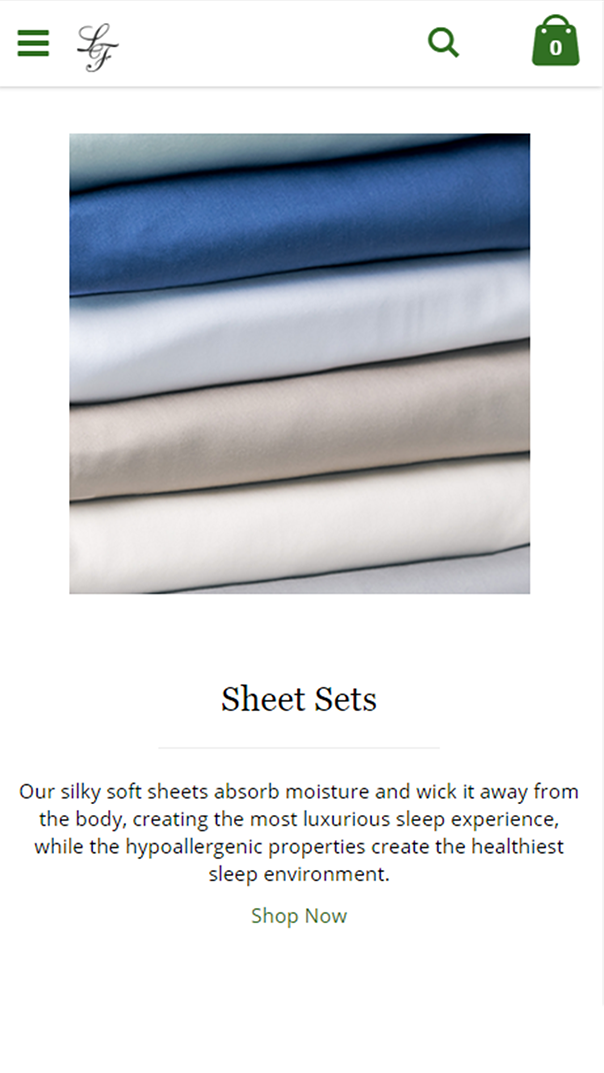 LF
0
Sheet Sets
Our silky soft sheets absorb moisture and wick it away from
the body, creating the most luxurious sleep experience,
while the hypoallergenic properties create the healthiest
sleep environment.
Shop Now